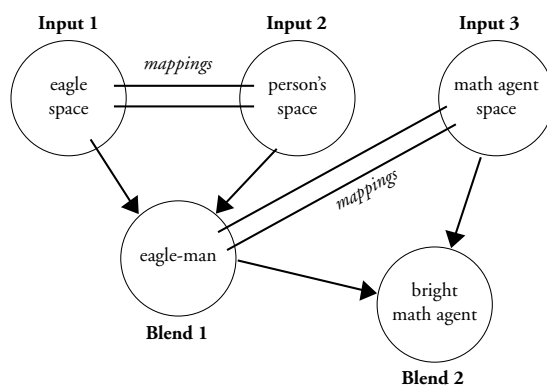 Input 1
Input 2
Input 3
mappings
eagle
space
person's
space
math agent
space
mappings
eagle-man
bright
math agent
Blend 1
Blend 2